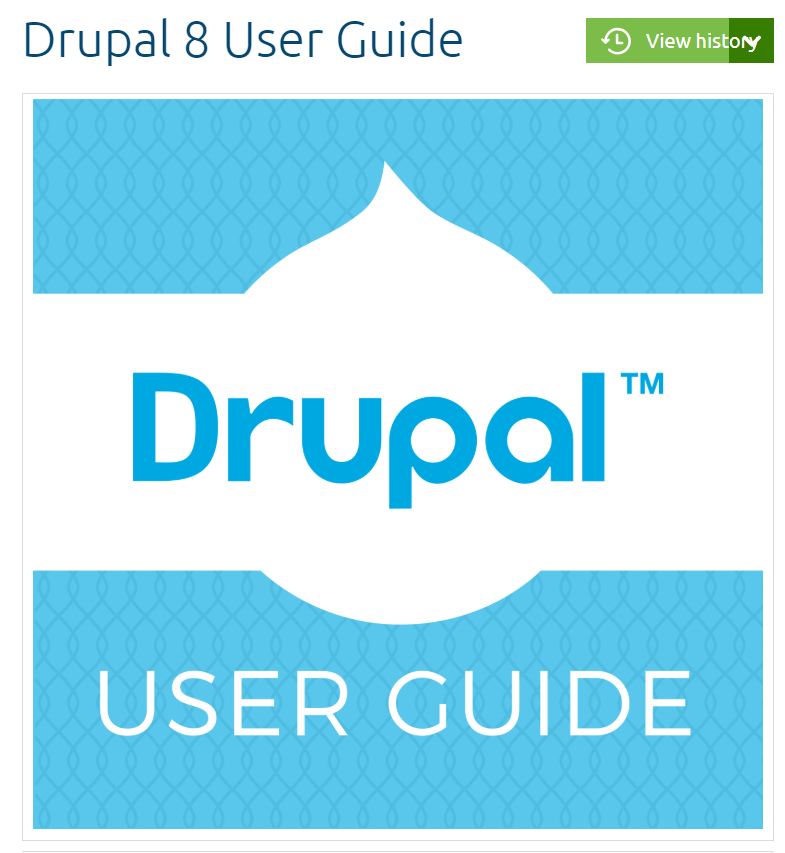 Drupal 8 User Guide
View history
Drupal™
USER GUIDE